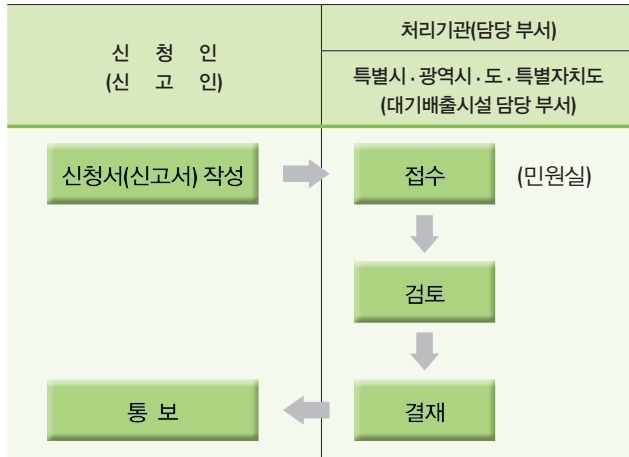 신 청 인
(신 고 인)
처리기관(담당 부서)
특별시·광역시·도·특별자치도
(대기배출시설 담당 부서)
신청서(신고서) 작성
접수
(민원실)
검토
통 보
결재